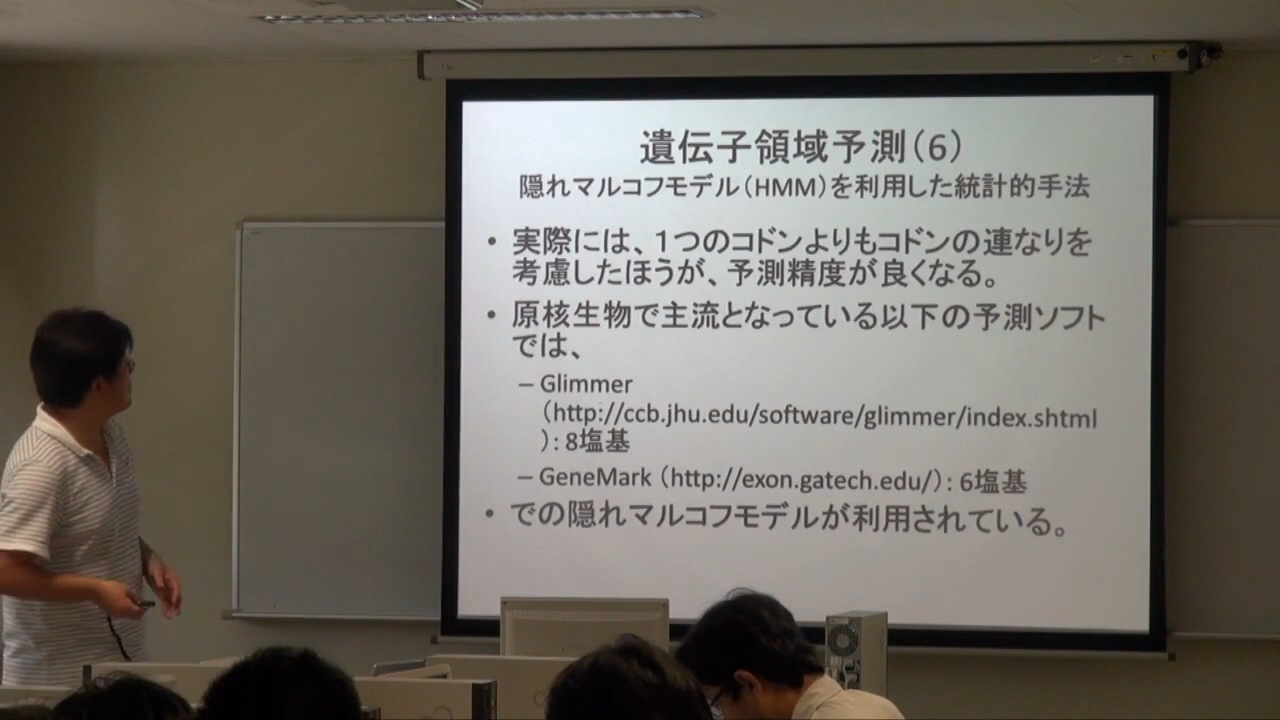 遺伝子領域予測(6)
隠れマルコフモデル(HMM)を利用した統計的手法
• 実際には、1つのコドンよりもコドンの連なりを
考慮したほうが、予測精度が良くなる。
• 原核生物で主流となっている以下の予測ソフト
では、
– Glimmer
(http://ccb.jhu.edu/software/glimmer/index.shtml
): 8塩基
– GeneMark (http://exon.gatech.edu/): 6塩基
• での隠れマルコフモデルが利用されている。